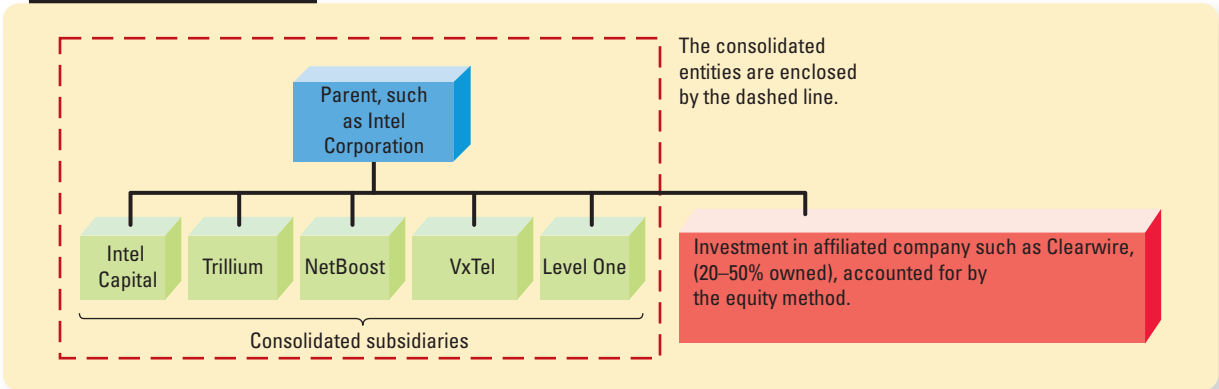 The consolidated
entities are enclosed
by the dashed line.
Parent, such
as Intel
Corporation
Intel
Capital
Trillium
NetBoost
VxTel
Level One
Investment in affiliated company such as Clearwire,
(20–50% owned), accounted for by
the equity method.
Consolidated subsidiaries